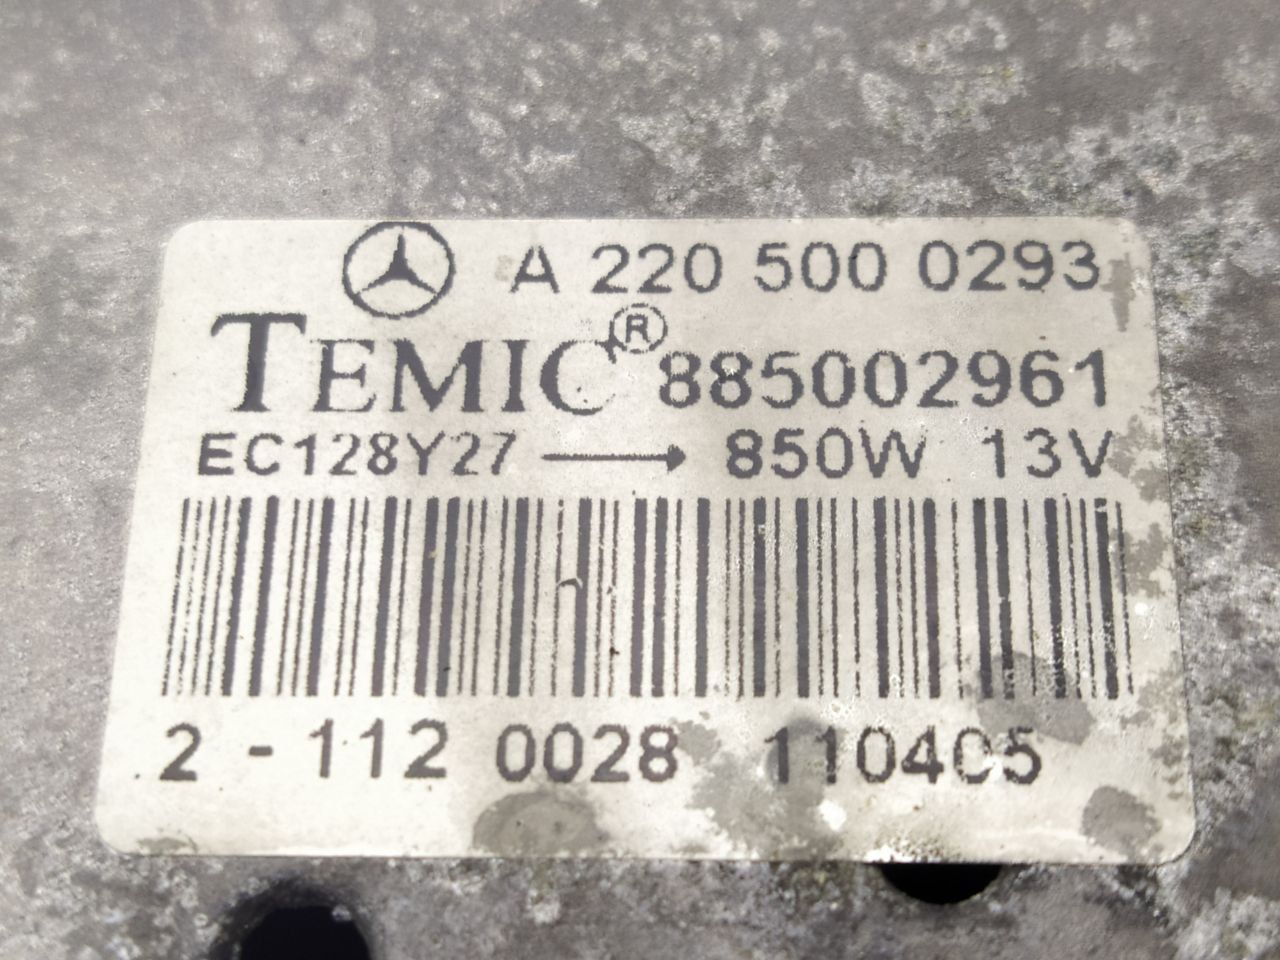 A 220 500 0293
TEMIC® 885002961
EC128Y27 → 850W 13V
2 - 112 0028 110405